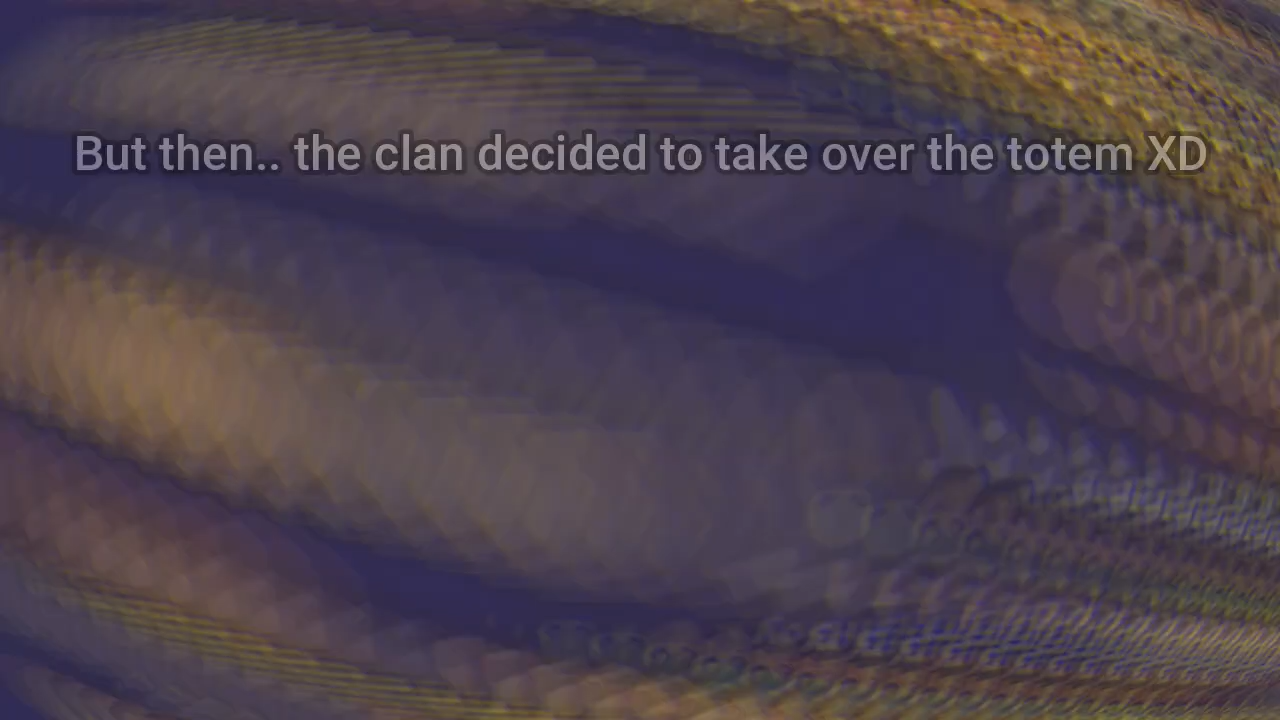 But then.. the clan decided to take over the totem XD